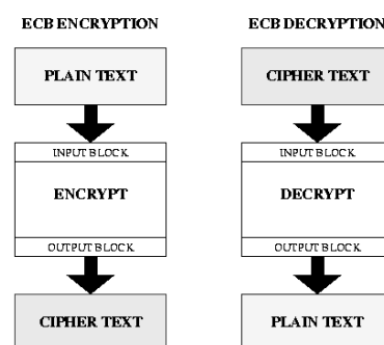 ECB ENCRYPTION
PLAIN TEXT
INPUT BLOCK
ENCRYPT
OUTPUT BLOCK
CIPHER TEXT
ECB DECRYPTION
CIPHER TEXT
INPUT BLOCK
DECRYPT
OUTPUT BLOCK
PLAIN TEXT